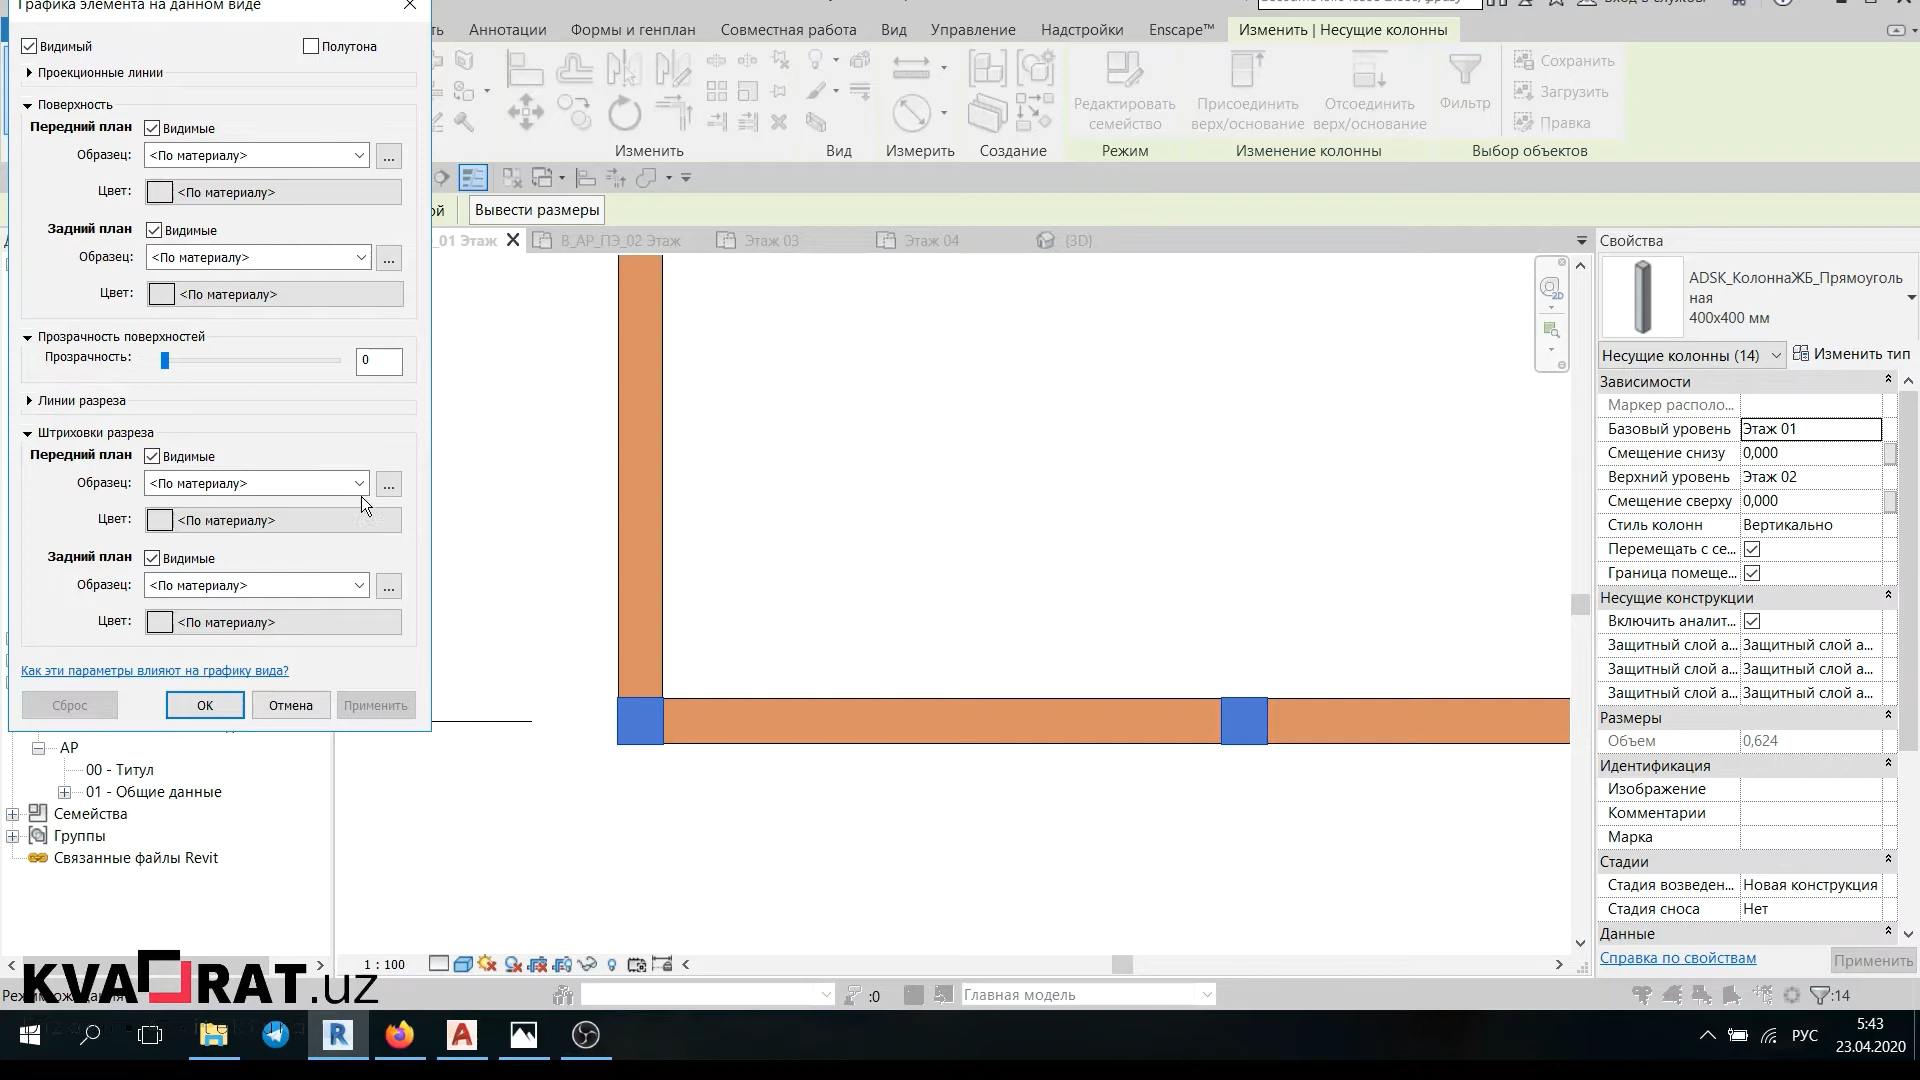 Графика элемента на данном виде
Видимый
Полутона
Проекционные линии
Поверхность
Передний план
Видимые
Образец:
<По материалу>
...
Цвет:
<По материалу>
Задний план
Видимые
Образец:
<По материалу>
...
Цвет:
<По материалу>
Прозрачность поверхностей
Прозрачность:
0
Линии разреза
Штриховки разреза
Передний план
Видимые
Образец:
<По материалу>
...
Цвет:
<По материалу>
Задний план
Видимые
Образец:
<По материалу>
...
Цвет:
<По материалу>
Как эти параметры влияют на графику вида?
Сброс
OK
Отмена
Применить
Аннотации
Формы и генплан
Совместная работа
Вид
Управление
Надстройки
Enscape™
Изменить | Несущие колонны
Редактировать
семейство
Присоединить
верх/основание
Отсоединить
верх/основание
Фильтр
Сохранить
Загрузить
Правка
Изменить
Вид
Измерить
Создание
Режим
Изменение колонны
Выбор объектов
ой
Вывести размеры
_01 Этаж
В_АР_ПЭ_02 Этаж
Этаж 03
Этаж 04
{3D}
2D
Свойства
ADSK_КолоннаЖБ_Прямоуголь
ная
400x400 мм
Несущие колонны (14)
Изменить тип
Зависимости
Маркер располо...
Базовый уровень
Этаж 01
Смещение снизу
0,000
Верхний уровень
Этаж 02
Смещение сверху
0,000
Стиль колонн
Вертикально
Перемещать с се...
Граница помеще...
Несущие конструкции
Включить аналит...
Защитный слой а...
Защитный слой а...
Защитный слой а...
Защитный слой а...
Защитный слой а...
Защитный слой а...
Размеры
Объем
0,624
Идентификация
Изображение
Комментарии
Марка
Стадии
Стадия возведен...
Новая конструкция
Стадия сноса
Нет
Данные
Справка по свойствам
Применить
АР
00 - Титул
01 - Общие данные
Семейства
Группы
Связанные файлы Revit
1 : 100
KVADRAT.uz
:0
Главная модель
:14
РУС
5:43
23.04.2020